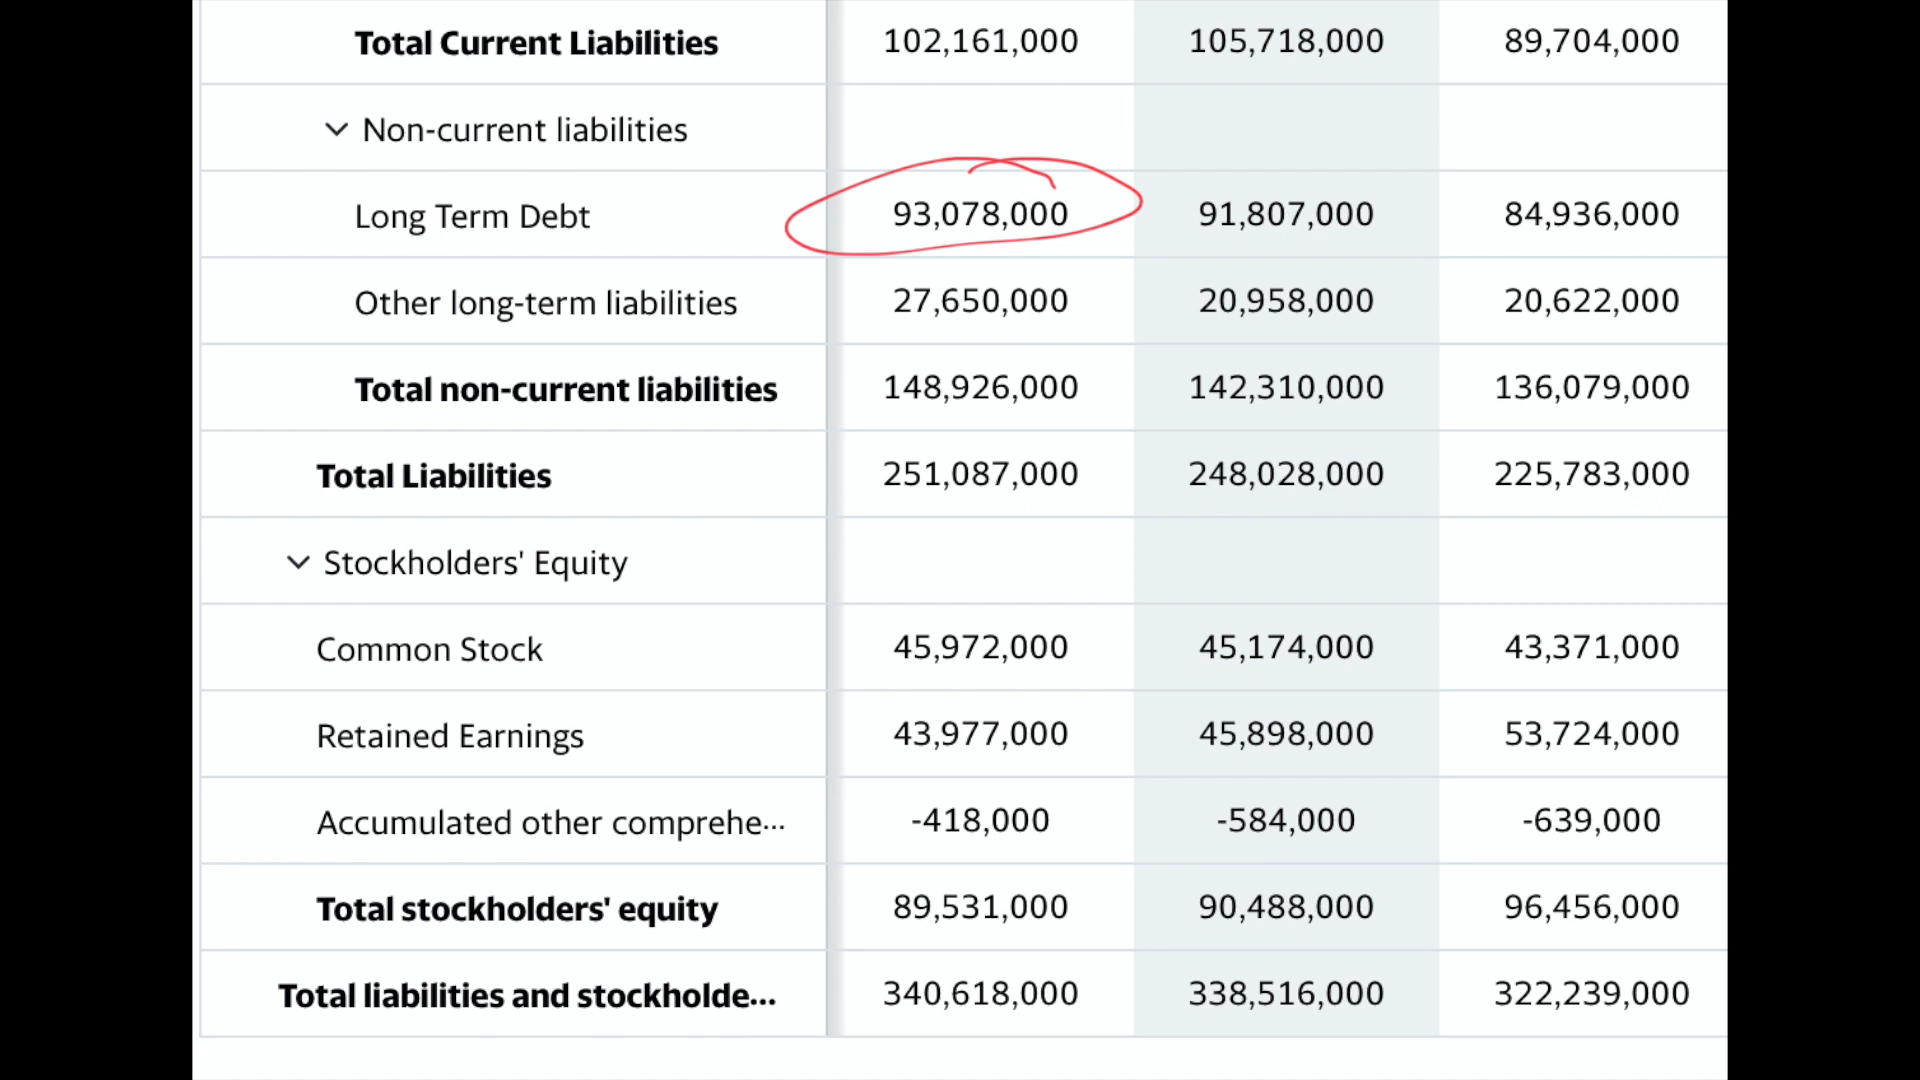 Total Current Liabilities 102,161,000 105,718,000 89,704,000
Non-current liabilities
Long Term Debt 93,078,000 91,807,000 84,936,000
Other long-term liabilities 27,650,000 20,958,000 20,622,000
Total non-current liabilities 148,926,000 142,310,000 136,079,000
Total Liabilities 251,087,000 248,028,000 225,783,000
Stockholders' Equity
Common Stock 45,972,000 45,174,000 43,371,000
Retained Earnings 43,977,000 45,898,000 53,724,000
Accumulated other comprehe... -418,000 -584,000 -639,000
Total stockholders' equity 89,531,000 90,488,000 96,456,000
Total liabilities and stockholde... 340,618,000 338,516,000 322,239,000